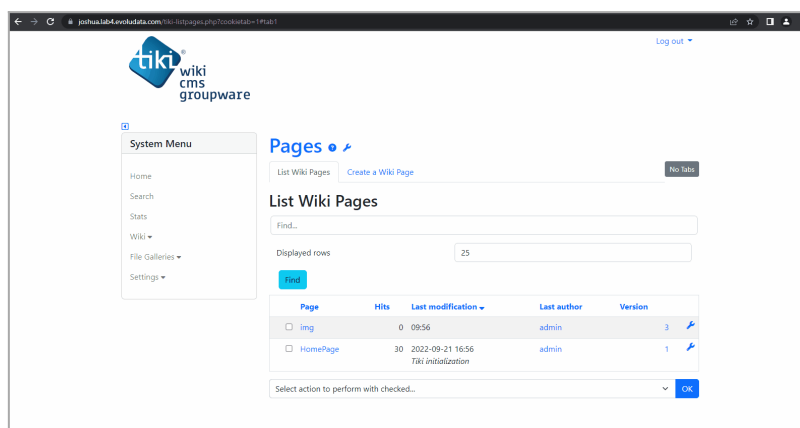 joshua.lab4.evoludata.com/tiki-listpages.php?cookietab=1#tab1
Log out
tiki®
wiki
cms
groupware
System Menu
Home
Search
Stats
Wiki
File Galleries
Settings
Pages
List Wiki Pages Create a Wiki Page No Tabs
List Wiki Pages
Find...
Displayed rows 25
Find
Page Hits Last modification Last author Version
img 0 09:56 admin 3
HomePage 30 2022-09-21 16:56 admin 1
Tiki initialization
Select action to perform with checked... OK